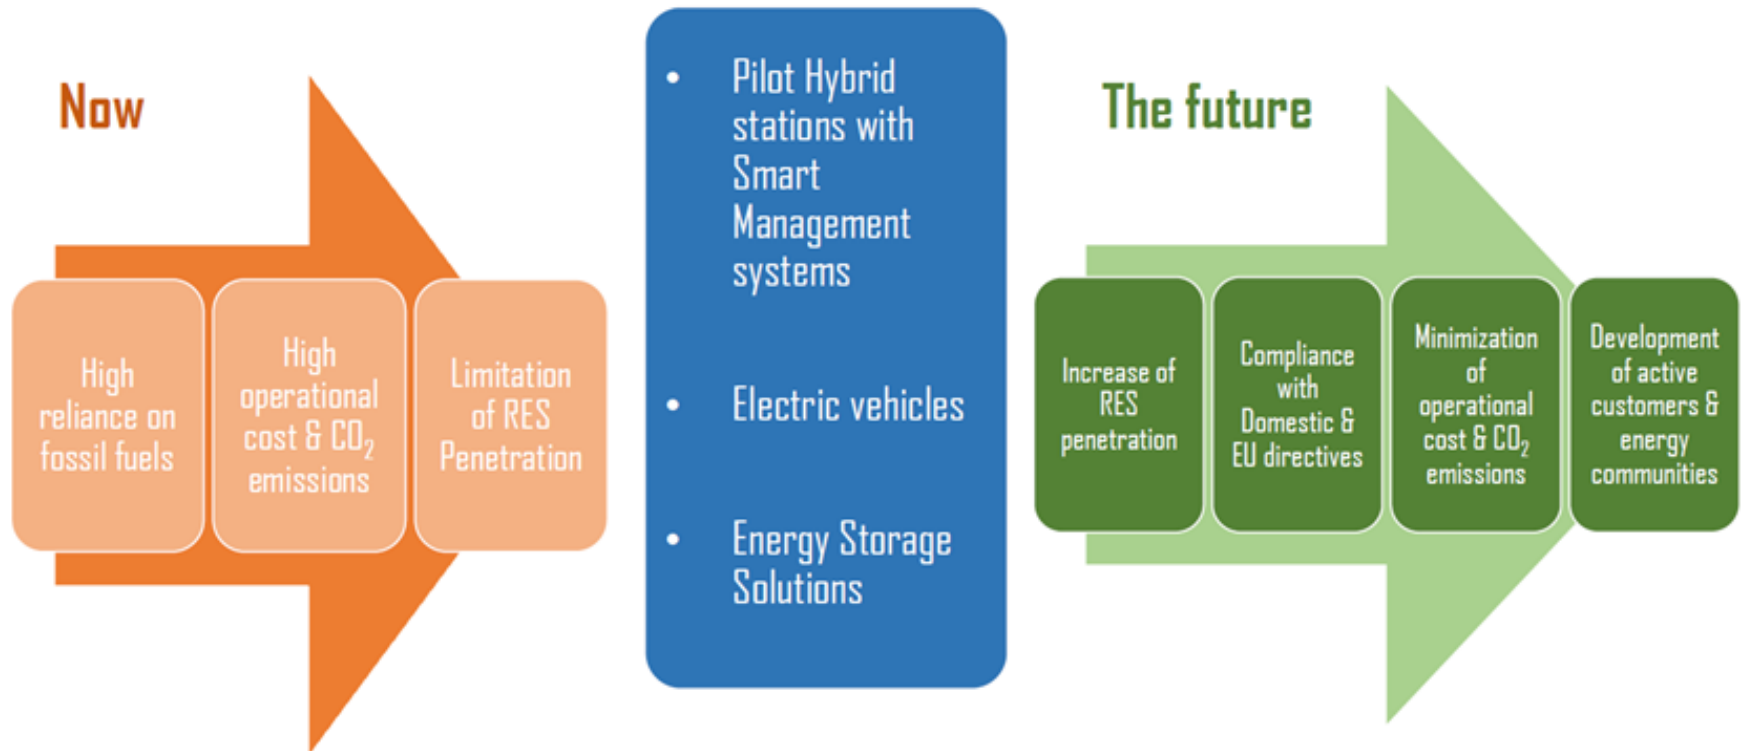 Now
High
reliance on
fossil fuels
High
operational
cost & CO₂
emissions
Limitation
of RES
Penetration
• Pilot Hybrid
stations with
Smart
Management
systems
• Electric vehicles
• Energy Storage
Solutions
The future
Increase of
RES
penetration
Compliance
with
Domestic &
EU directives
Minimization
of
operational
cost & CO₂
emissions
Development
of active
customers &
energy
communities